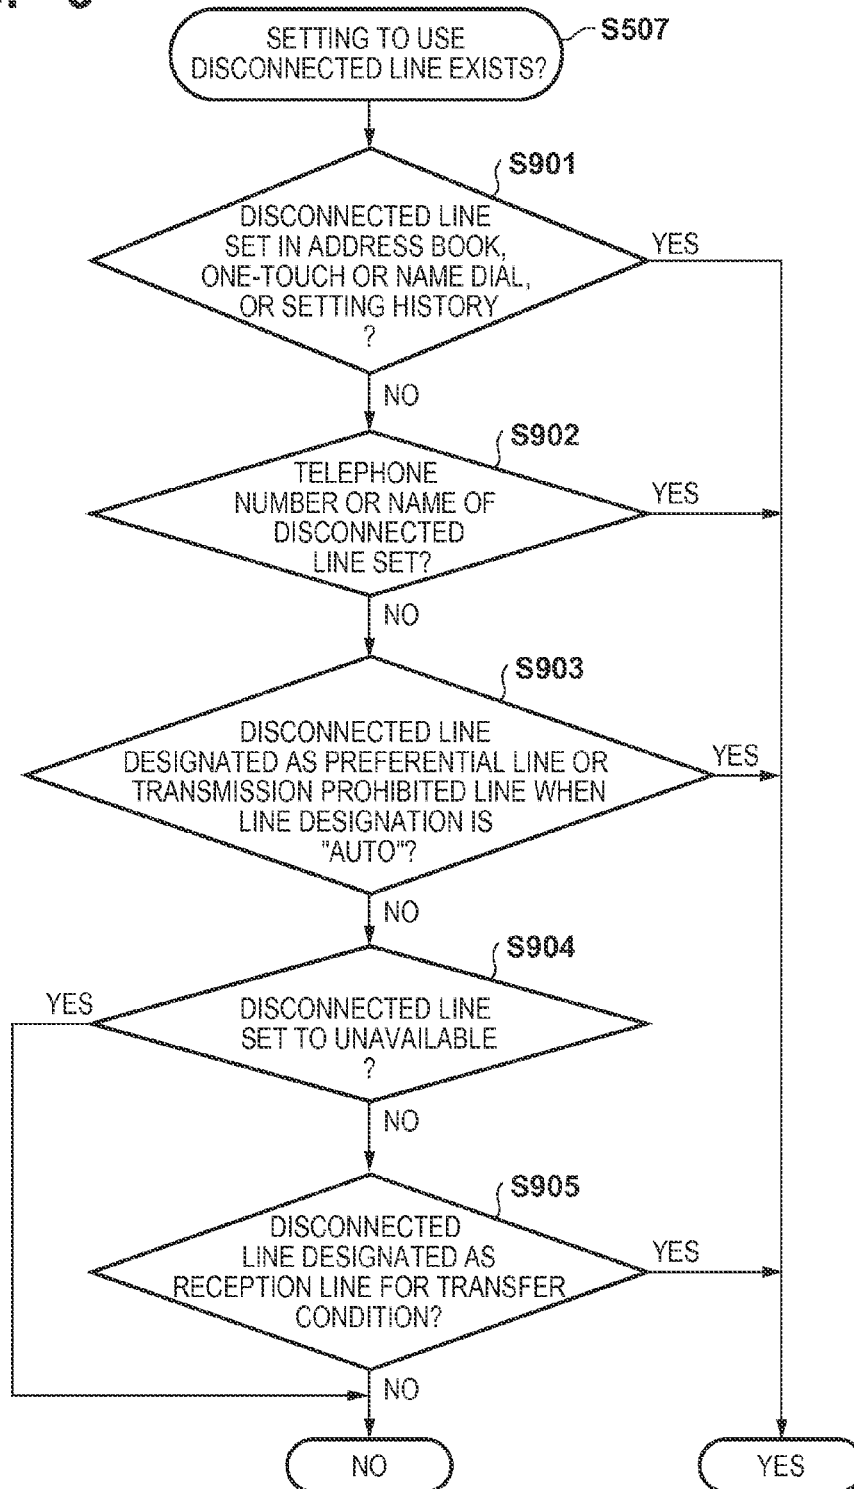 SETTING TO USE
DISCONNECTED LINE EXISTS?
S507
S901
DISCONNECTED LINE
SET IN ADDRESS BOOK,
ONE-TOUCH OR NAME DIAL,
OR SETTING HISTORY
?
YES
NO
S902
TELEPHONE
NUMBER OR NAME OF
DISCONNECTED
LINE SET?
YES
NO
S903
DISCONNECTED LINE
DESIGNATED AS PREFERENTIAL LINE OR
TRANSMISSION PROHIBITED LINE WHEN
LINE DESIGNATION IS
"AUTO"?
YES
NO
S904
YES
DISCONNECTED LINE
SET TO UNAVAILABLE
?
NO
S905
DISCONNECTED
LINE DESIGNATED AS
RECEPTION LINE FOR TRANSFER
CONDITION?
YES
NO
NO
YES